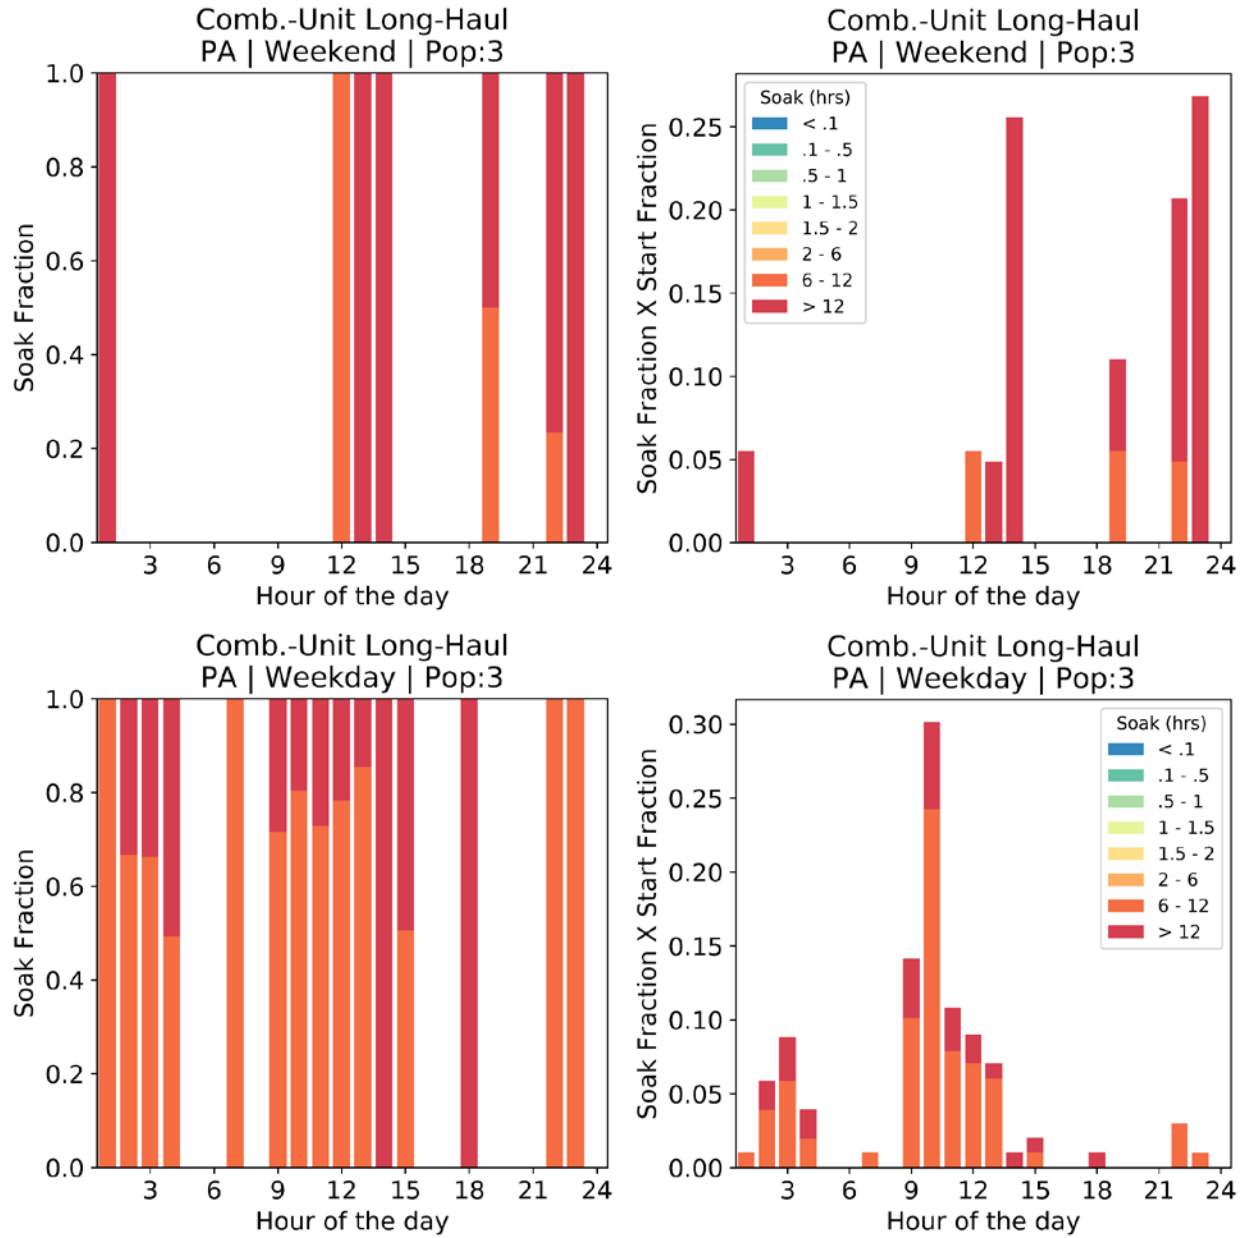 Comb.-Unit Long-Haul
PA | Weekend | Pop:3
1.0
0.8
0.6
0.4
0.2
0.0
Soak Fraction
3 6 9 12 15 18 21 24
Hour of the day
Comb.-Unit Long-Haul
PA | Weekend | Pop:3
0.25
0.20
0.15
0.10
0.05
0.00
Soak Fraction X Start Fraction
Soak (hrs)
< .1
.1 - .5
.5 - 1
1 - 1.5
1.5 - 2
2 - 6
6 - 12
> 12
3 6 9 12 15 18 21 24
Hour of the day
Comb.-Unit Long-Haul
PA | Weekday | Pop:3
1.0
0.8
0.6
0.4
0.2
0.0
Soak Fraction
3 6 9 12 15 18 21 24
Hour of the day
Comb.-Unit Long-Haul
PA | Weekday | Pop:3
0.30
0.25
0.20
0.15
0.10
0.05
0.00
Soak Fraction X Start Fraction
Soak (hrs)
< .1
.1 - .5
.5 - 1
1 - 1.5
1.5 - 2
2 - 6
6 - 12
> 12
3 6 9 12 15 18 21 24
Hour of the day